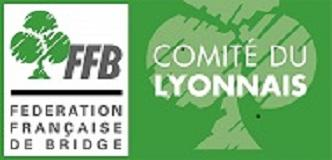 FFB
FEDERATION
FRANÇAISE
DE BRIDGE
COMITÉ DU
LYONNAIS